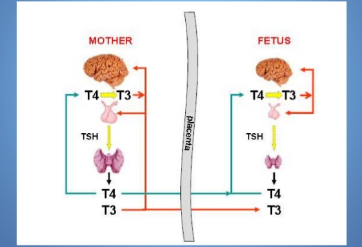 MOTHER
T4 T3
TSH
T4
T3
placenta
FETUS
T4 T3
TSH
T4
T3